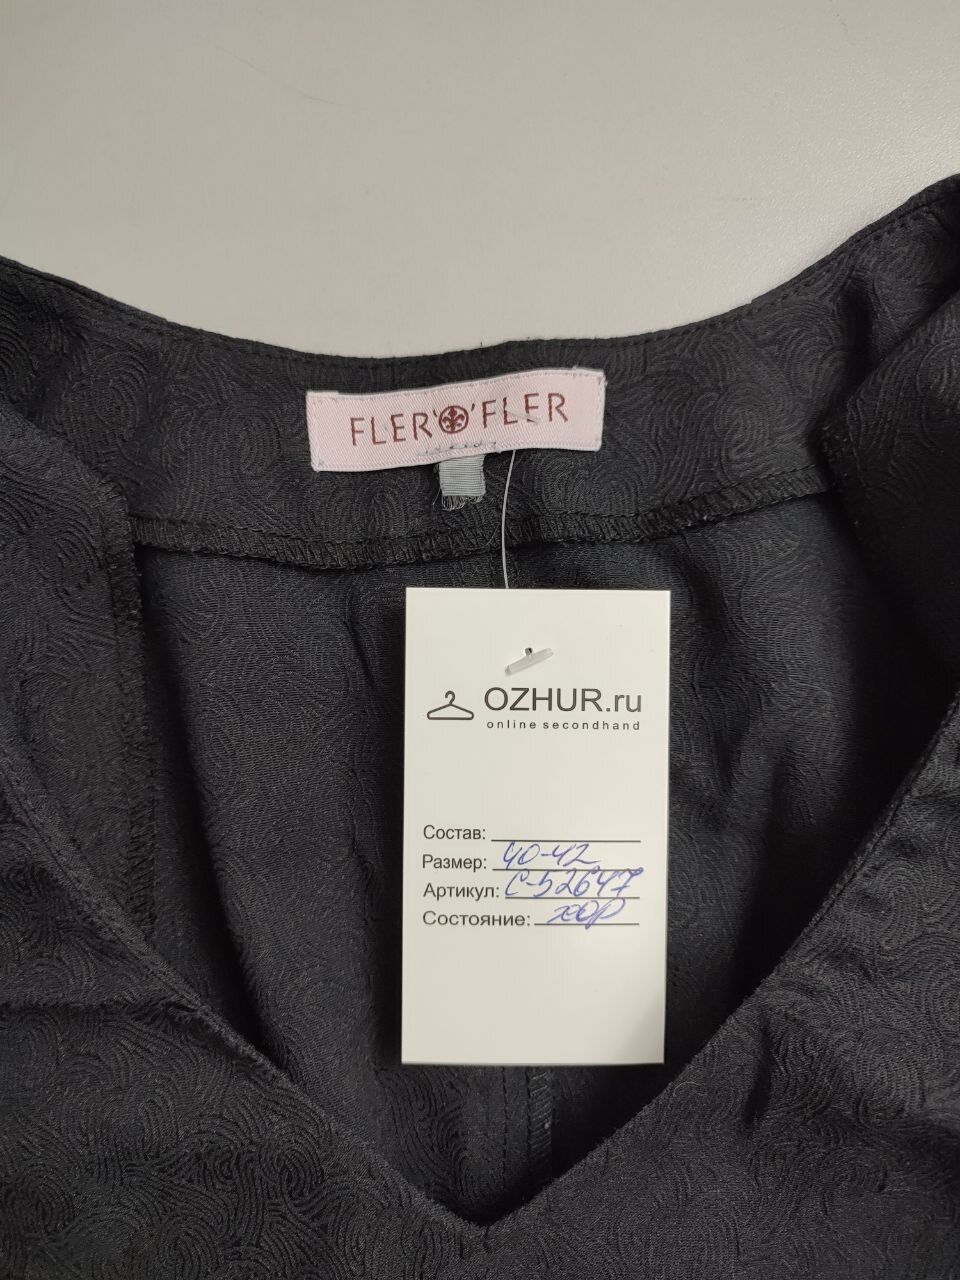 FLER'O'FLER
OZHUR.ru
online secondhand
Состав:
Размер: 40-42
Артикул: С-52647
Состояние: хор